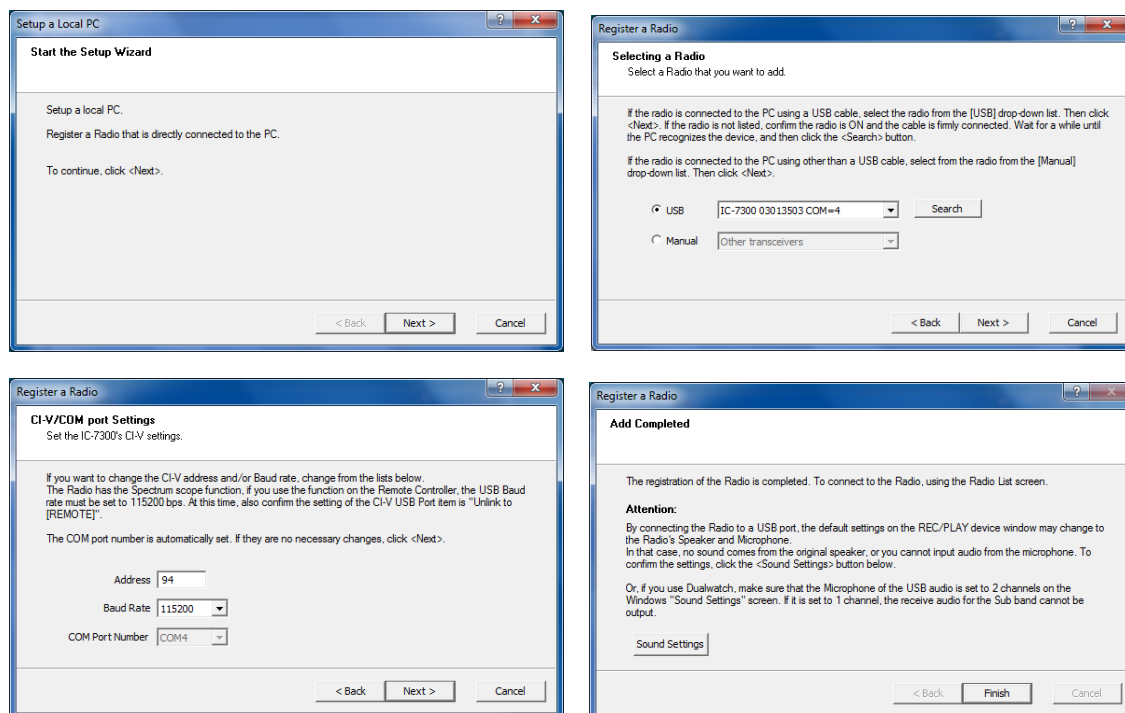 Setup a Local PC
Start the Setup Wizard
Setup a local PC.
Register a Radio that is directly connected to the PC.
To continue, click <Next>.
< Back
Next >
Cancel
Register a Radio
Selecting a Radio
Select a Radio that you want to add.
If the radio is connected to the PC using a USB cable, select the radio from the [USB] drop-down list. Then click
<Next>. If the radio is not listed, confirm the radio is ON and the cable is firmly connected. Wait for a while until
the PC recognizes the device, and then click the <Search> button.
If the radio is connected to the PC using other than a USB cable, select from the radio from the [Manual]
drop-down list. Then click <Next>.
USB
IC-7300 03013503 COM=4
Search
Manual
Other transceivers
< Back
Next >
Cancel
Register a Radio
CI-V/COM port Settings
Set the IC-7300's CI-V settings.
If you want to change the CI-V address and/or Baud rate, change from the lists below.
The Radio has the Spectrum scope function, if you use the function on the Remote Controller, the USB Baud
rate must be set to 115200 bps. At this time, also confirm the setting of the CI-V USB Port item is "Unlink to
[REMOTE]".
The COM port number is automatically set. If they are no necessary changes, click <Next>.
Address
94
Baud Rate
115200
COM Port Number
COM4
< Back
Next >
Cancel
Register a Radio
Add Completed
The registration of the Radio is completed. To connect to the Radio, using the Radio List screen.
Attention:
By connecting the Radio to a USB port, the default settings on the REC/PLAY device window may change to
the Radio's Speaker and Microphone.
In that case, no sound comes from the original speaker, or you cannot input audio from the microphone. To
confirm the settings, click the <Sound Settings> button below.
Or, if you use Dualwatch, make sure that the Microphone of the USB audio is set to 2 channels on the
Windows "Sound Settings" screen. If it is set to 1 channel, the receive audio for the Sub band cannot be
output.
Sound Settings
< Back
Finish
Cancel